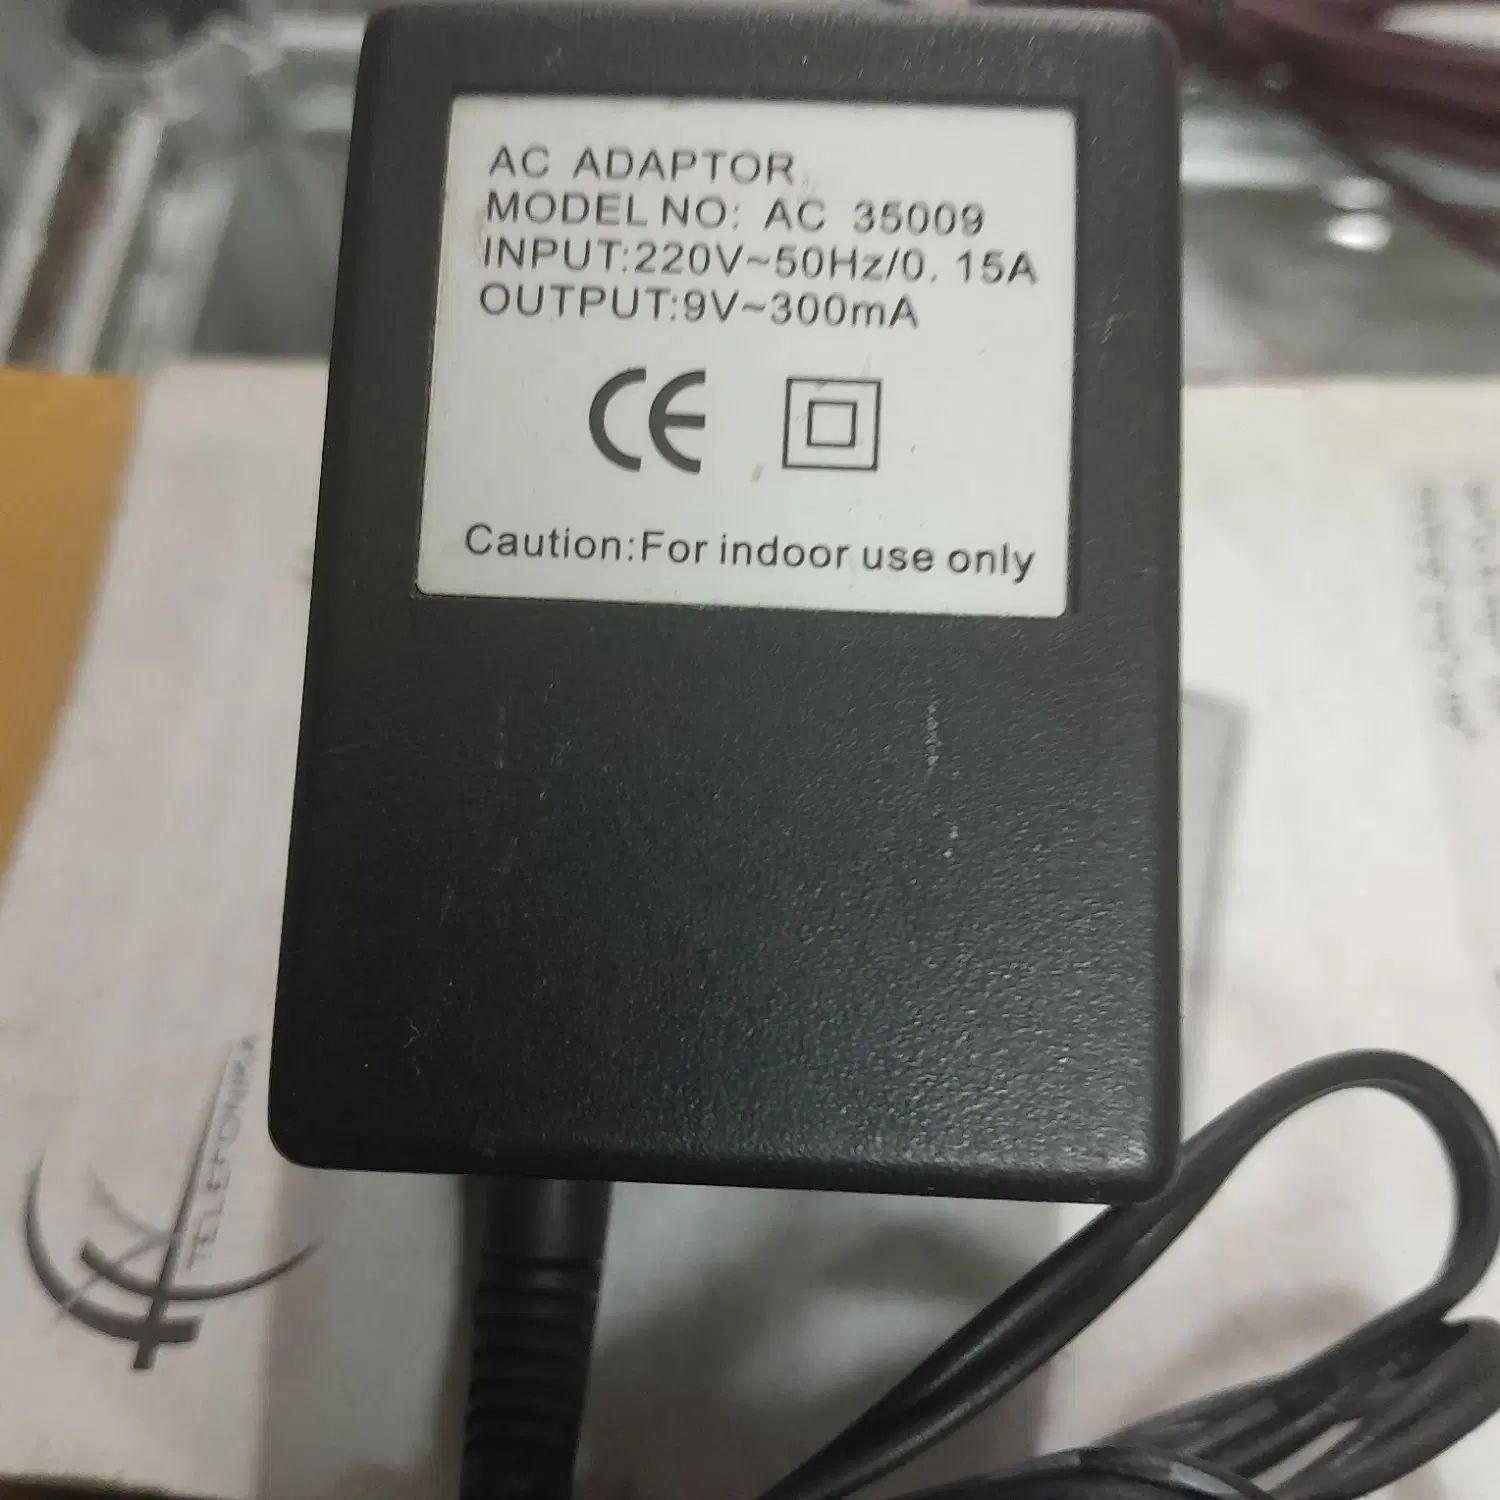 AC ADAPTOR
MODEL NO: AC 35009
INPUT:220V~50Hz/0. 15A
OUTPUT:9V~300mA
CE
Caution:For indoor use only
TELEFONIKA